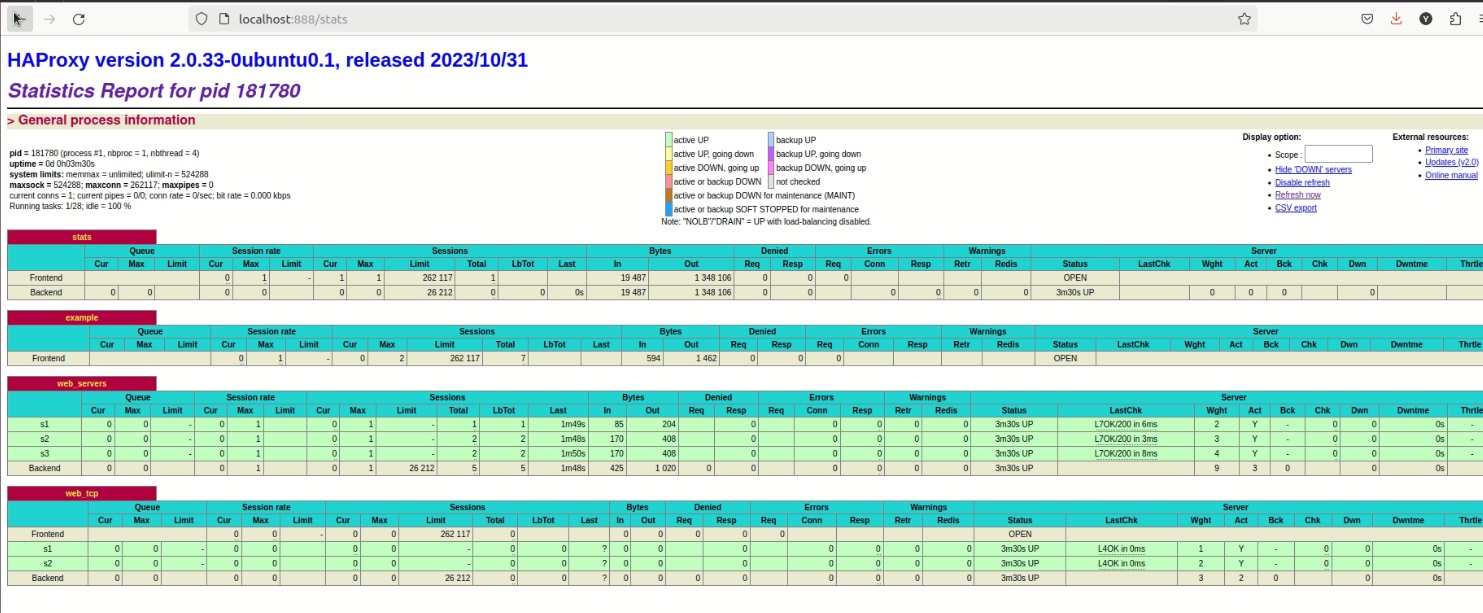 localhost:888/stats
HAProxy version 2.0.33-0ubuntu0.1, released 2023/10/31
Statistics Report for pid 181780
> General process information
pid = 181780 (process #1, nbproc = 1, nbthread = 4)
uptime = 0d 0h03m30s
system limits: memmax = unlimited; ulimit-n = 524288
maxsock = 524288; maxconn = 262117; maxpipes = 0
current conns = 1; current pipes = 0/0; conn rate = 0/sec; bit rate = 0.000 kbps
Running tasks: 1/28; idle = 100 %
active UP backup UP
active UP, going down backup UP, going down
active DOWN, going up backup DOWN, going up
active or backup DOWN not checked
active or backup DOWN for maintenance (MAINT)
active or backup SOFT STOPPED for maintenance
Note: "NOLB"/"DRAIN" = UP with load-balancing disabled.
Display option:
• Scope :
• Hide 'DOWN' servers
• Disable refresh
• Refresh now
• CSV export
External resources:
• Primary site
• Updates (v2.0)
• Online manual
stats
Queue Session rate Sessions Bytes Denied Errors Warnings Server
Cur Max Limit Cur Max Limit Cur Max Limit Total LbTot Last In Out Req Resp Req Conn Resp Retr Redis Status LastChk Wght Act Bck Chk Dwn Dwntme Thrtle
Frontend 0 1 - 1 1 262 117 1 19 487 1 348 106 0 0 0 OPEN
Backend 0 0 0 0 0 0 26 212 0 0 0s 19 487 1 348 106 0 0 0 0 0 0 3m30s UP 0 0 0 0
example
Queue Session rate Sessions Bytes Denied Errors Warnings Server
Cur Max Limit Cur Max Limit Cur Max Limit Total LbTot Last In Out Req Resp Req Conn Resp Retr Redis Status LastChk Wght Act Bck Chk Dwn Dwntme Thrtle
Frontend 0 1 - 0 2 262 117 7 594 1 462 0 0 0 OPEN
web_servers
Queue Session rate Sessions Bytes Denied Errors Warnings Server
Cur Max Limit Cur Max Limit Cur Max Limit Total LbTot Last In Out Req Resp Req Conn Resp Retr Redis Status LastChk Wght Act Bck Chk Dwn Dwntme Thrtle
s1 0 0 - 0 1 0 1 - 1 1 1m49s 85 204 0 0 0 0 0 3m30s UP L7OK/200 in 6ms 2 Y - 0 0 0s -
s2 0 0 - 0 1 0 1 - 2 2 1m48s 170 408 0 0 0 0 0 3m30s UP L7OK/200 in 3ms 3 Y - 0 0 0s -
s3 0 0 - 0 1 0 1 - 2 2 1m50s 170 408 0 0 0 0 0 3m30s UP L7OK/200 in 8ms 4 Y - 0 0 0s -
Backend 0 0 0 1 0 1 26 212 5 5 1m48s 425 1 020 0 0 0 0 0 0 3m30s UP 9 3 0 0 0s
web_tcp
Queue Session rate Sessions Bytes Denied Errors Warnings Server
Cur Max Limit Cur Max Limit Cur Max Limit Total LbTot Last In Out Req Resp Req Conn Resp Retr Redis Status LastChk Wght Act Bck Chk Dwn Dwntme Thrtle
Frontend 0 0 - 0 0 262 117 0 0 0 0 0 0 OPEN
s1 0 0 - 0 0 0 0 - 0 0 ? 0 0 0 0 0 0 0 3m30s UP L4OK in 0ms 1 Y - 0 0 0s -
s2 0 0 - 0 0 0 0 - 0 0 ? 0 0 0 0 0 0 0 3m30s UP L4OK in 0ms 2 Y - 0 0 0s -
Backend 0 0 0 0 0 0 26 212 0 0 ? 0 0 0 0 0 0 0 0 3m30s UP 3 2 0 0 0s